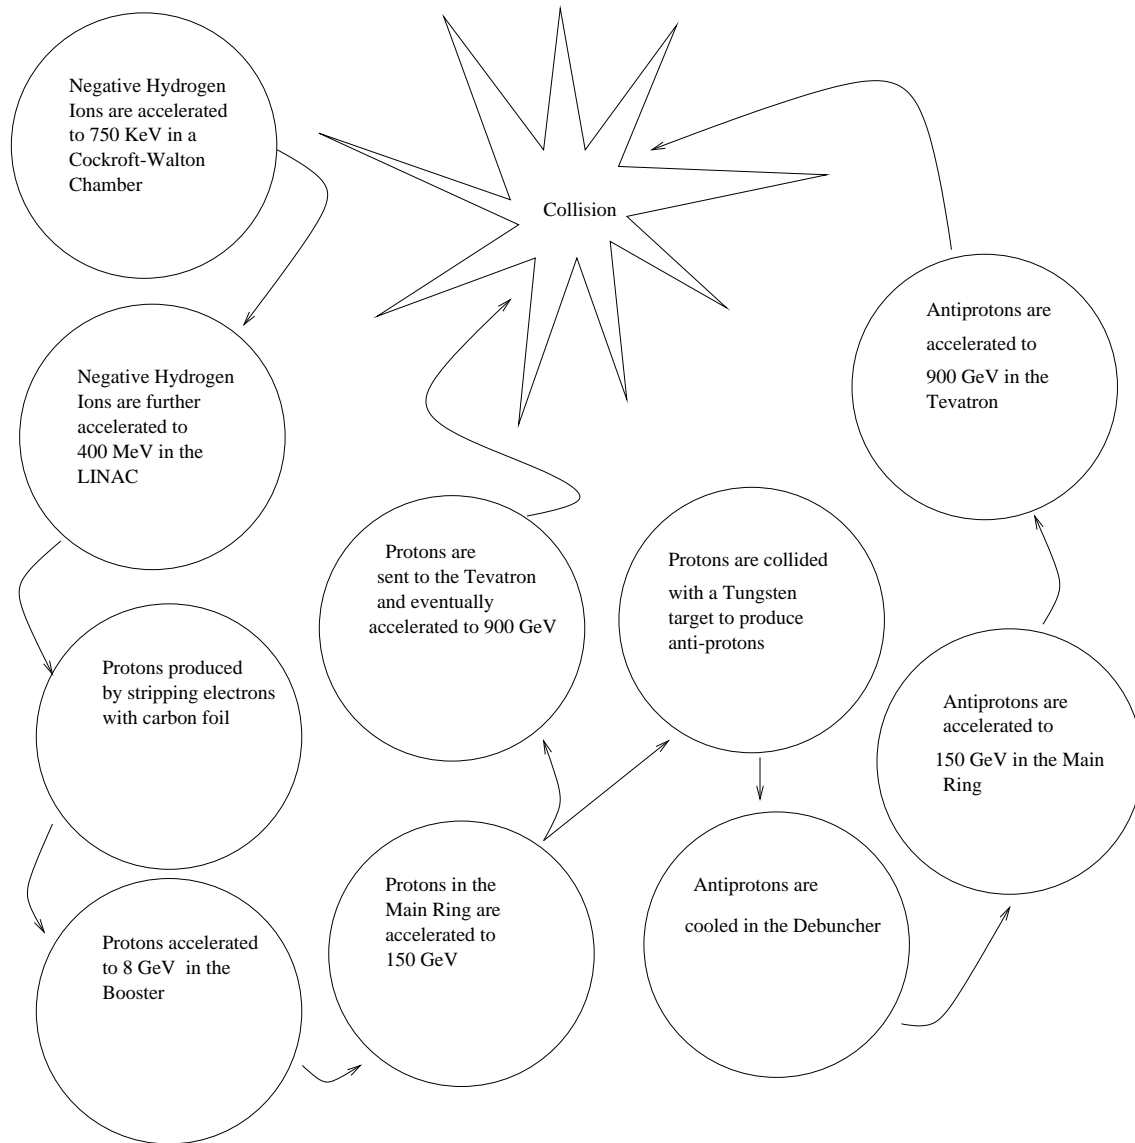 Negative Hydrogen
Ions are accelerated
to 750 KeV in a
Cockroft-Walton
Chamber
Negative Hydrogen
Ions are further
accelerated to
400 MeV in the
LINAC
Protons produced
by stripping electrons
with carbon foil
Protons accelerated
to 8 GeV in the
Booster
Protons in the
Main Ring are
accelerated to
150 GeV
Protons are
sent to the Tevatron
and eventually
accelerated to 900 GeV
Collision
Protons are collided
with a Tungsten
target to produce
anti-protons
Antiprotons are
cooled in the Debuncher
Antiprotons are
accelerated to
150 GeV in the Main
Ring
Antiprotons are
accelerated to
900 GeV in the
Tevatron